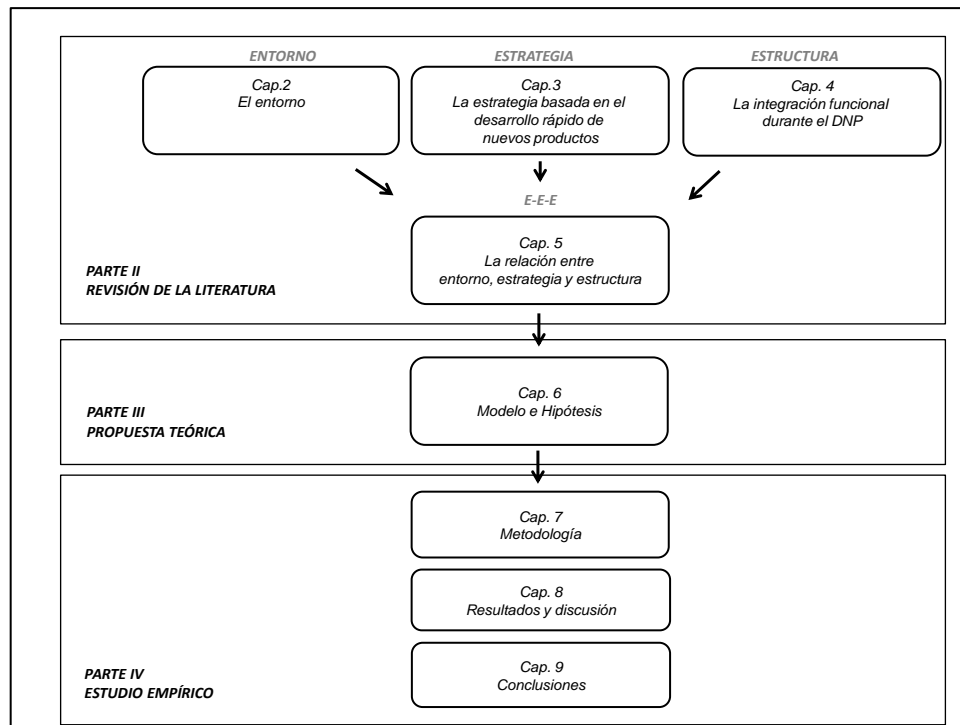 ENTORNO
ESTRATEGIA
ESTRUCTURA
Cap.2
El entorno
Cap.3
La estrategia basada en el
desarrollo rápido de
nuevos productos
Cap. 4
La integración funcional
durante el DNP
E-E-E
Cap. 5
La relación entre
entorno, estrategia y estructura
PARTE II
REVISIÓN DE LA LITERATURA
Cap. 6
Modelo e Hipótesis
PARTE III
PROPUESTA TEÓRICA
Cap. 7
Metodología
Cap. 8
Resultados y discusión
Cap. 9
Conclusiones
PARTE IV
ESTUDIO EMPÍRICO